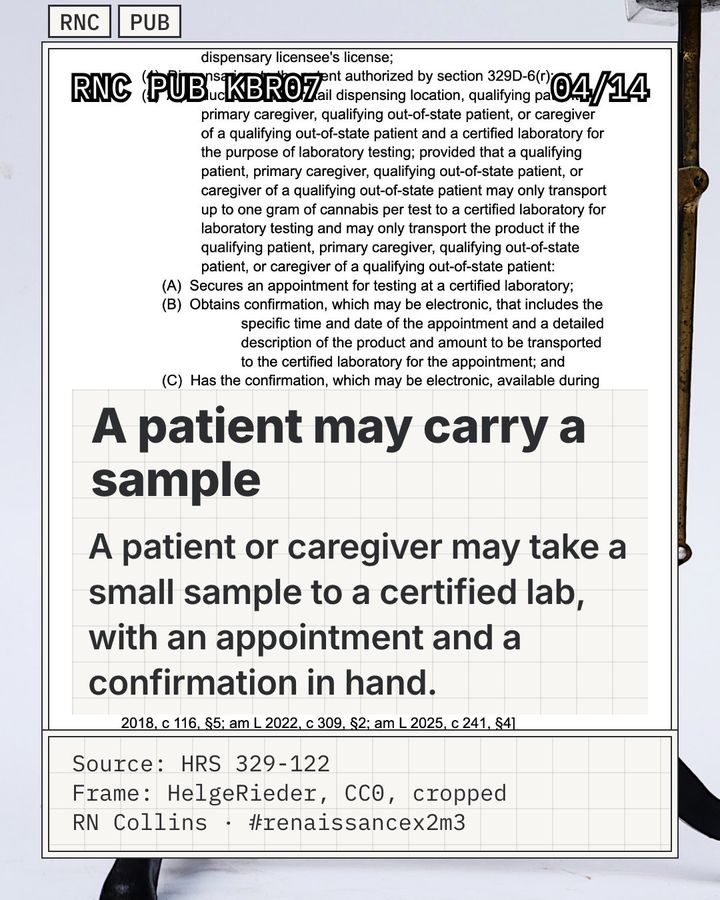 RNC PUB
dispensary licensee's license;
authorized by section 329D-6(r);
RNC PUB KBR07 04/14
dispensing location, qualifying
primary caregiver, qualifying out-of-state patient, or caregiver
of a qualifying out-of-state patient and a certified laboratory for
the purpose of laboratory testing; provided that a qualifying
patient, primary caregiver, qualifying out-of-state patient, or
caregiver of a qualifying out-of-state patient may only transport
up to one gram of cannabis per test to a certified laboratory for
laboratory testing and may only transport the product if the
qualifying patient, primary caregiver, qualifying out-of-state
patient, or caregiver of a qualifying out-of-state patient:
(A) Secures an appointment for testing at a certified laboratory;
(B) Obtains confirmation, which may be electronic, that includes the
specific time and date of the appointment and a detailed
description of the product and amount to be transported
to the certified laboratory for the appointment; and
(C) Has the confirmation, which may be electronic, available during
A patient may carry a
sample
A patient or caregiver may take a
small sample to a certified lab,
with an appointment and a
confirmation in hand.
2018, c 116, §5; am L 2022, c 309, §2; am L 2025, c 241, §4]
Source: HRS 329-122
Frame: HelgeRieder, CC0, cropped
RN Collins · #renaissancex2m3